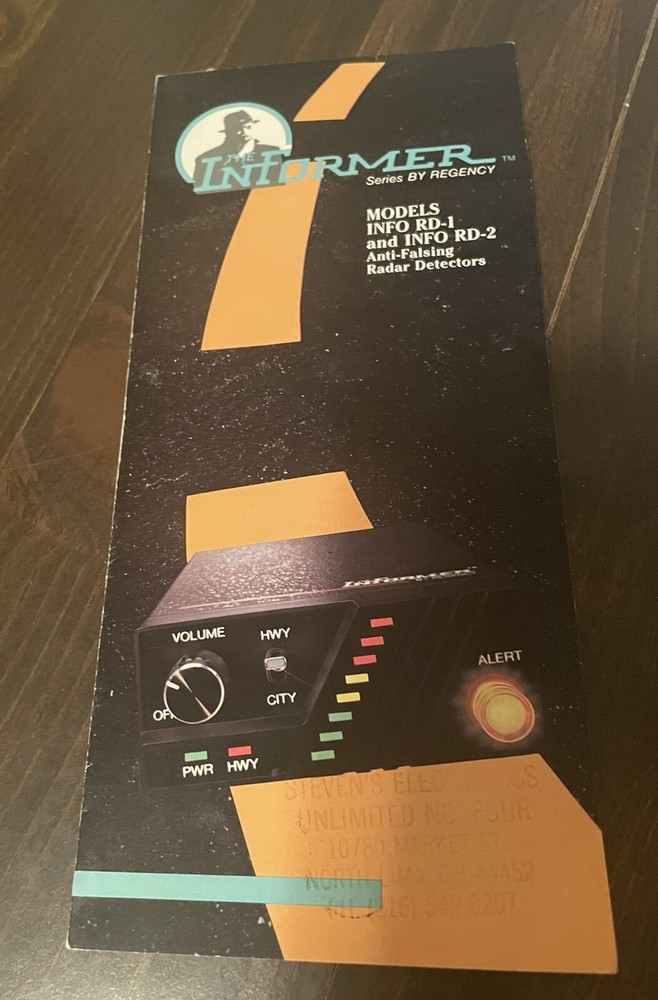 THE
INFORMER™
Series BY REGENCY
MODELS
INFO RD-1
and INFO RD-2
Anti-Falsing
Radar Detectors
INFORMER
VOLUME
HWY
ALERT
OFF
CITY
PWR HWY
STEVEN'S
UNLIMITED NO. FOUR
10780 MARKET ST
NORTH LIMA, OH 44452
PH. (216) 549-0207